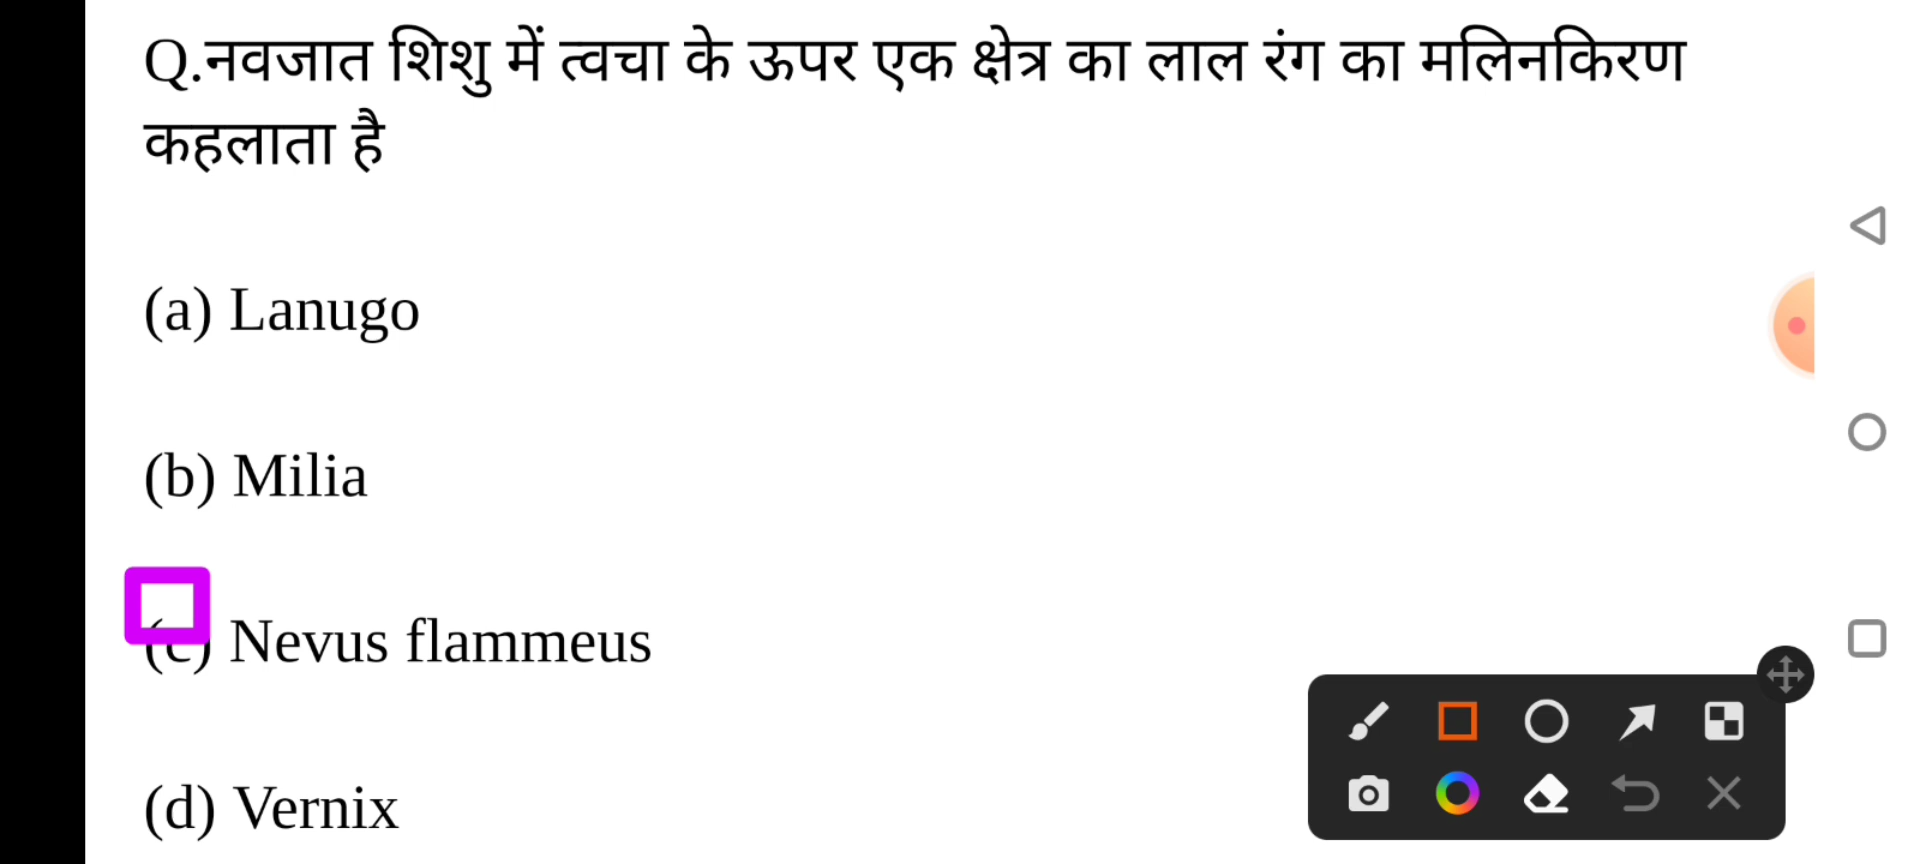 Q.नवजात शिशु में त्वचा के ऊपर एक क्षेत्र का लाल रंग का मलिनकिरण
कहलाता है
(a) Lanugo
(b) Milia
(c) Nevus flammeus
(d) Vernix